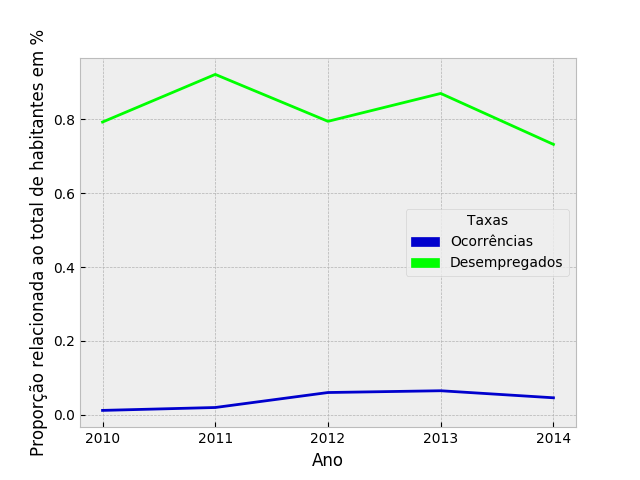 Proporção relacionada ao total de habitantes em %
0.8
0.6
0.4
0.2
0.0
Taxas
Ocorrências
Desempregados
2010 2011 2012 2013 2014
Ano